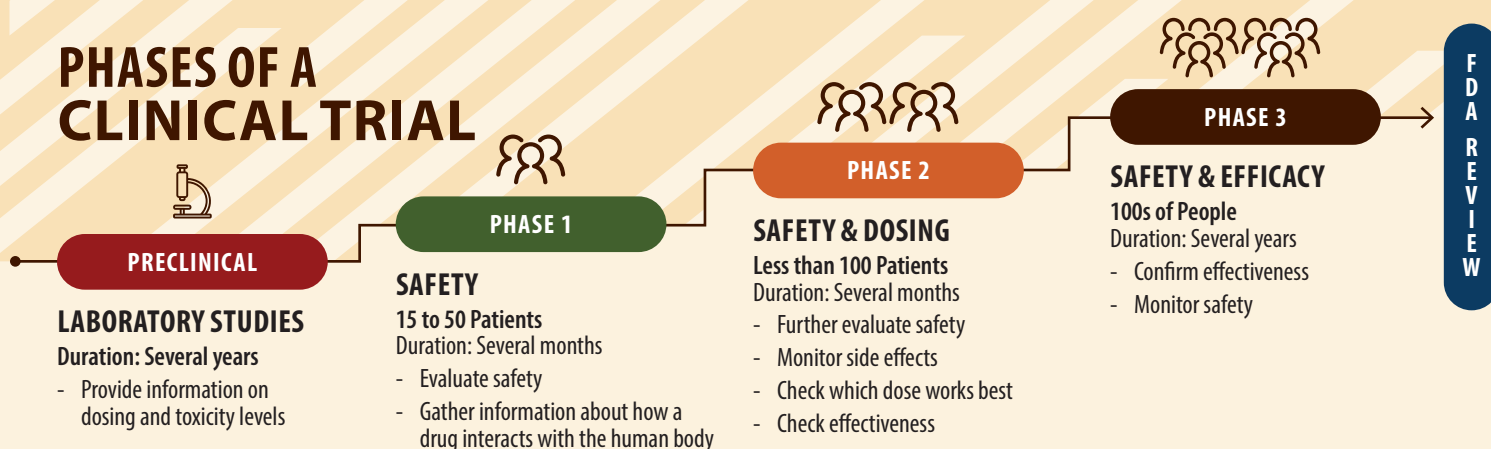 PHASES OF A
CLINICAL TRIAL
PRECLINICAL
LABORATORY STUDIES
Duration: Several years
- Provide information on
dosing and toxicity levels
PHASE 1
SAFETY
15 to 50 Patients
Duration: Several months
- Evaluate safety
- Gather information about how a
drug interacts with the human body
PHASE 2
SAFETY & DOSING
Less than 100 Patients
Duration: Several months
- Further evaluate safety
- Monitor side effects
- Check which dose works best
- Check effectiveness
PHASE 3
SAFETY & EFFICACY
100s of People
Duration: Several years
- Confirm effectiveness
- Monitor safety
FDA REVIEW